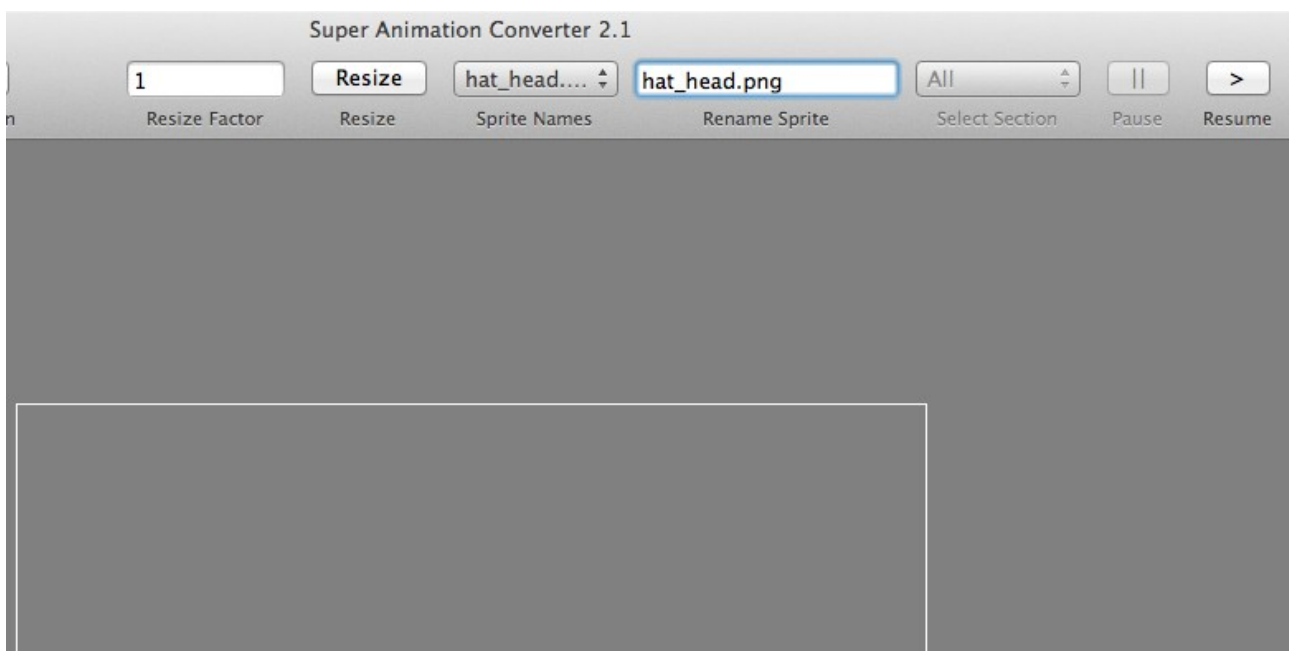 Super Animation Converter 2.1
1 Resize hat_head.... hat_head.png All || >
n Resize Factor Resize Sprite Names Rename Sprite Select Section Pause Resume